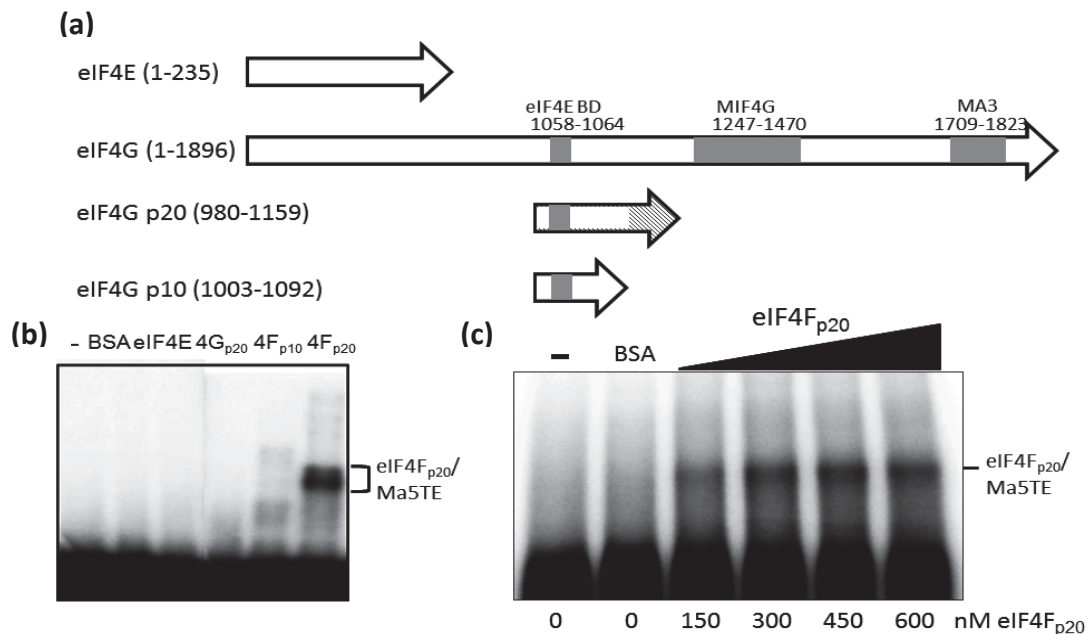 (a)
eIF4E (1-235)
eIF4E BD MIF4G MA3
1058-1064 1247-1470 1709-1823
eIF4G (1-1896)
eIF4G p20 (980-1159)
eIF4G p10 (1003-1092)
(b)
- BSA eIF4E 4Gp20 4Fp10 4Fp20
eIF4Fp20/
Ma5TE
(c)
eIF4Fp20
– BSA
eIF4Fp20/
Ma5TE
0 0 150 300 450 600 nM eIF4Fp20